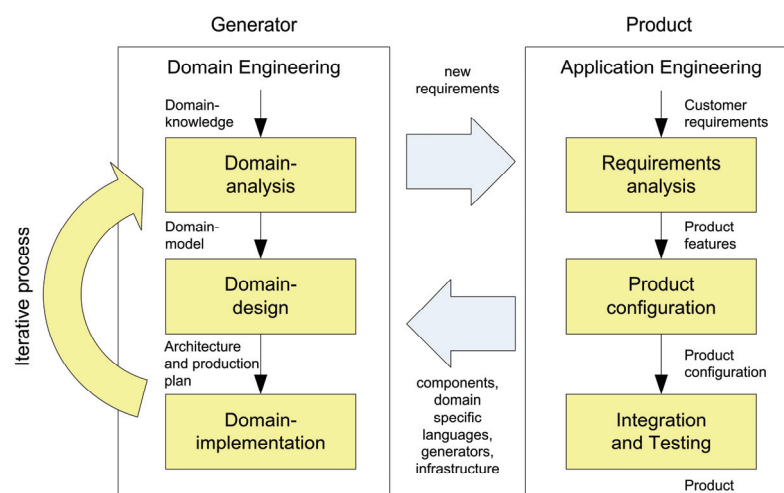 Generator
Product
Domain Engineering
Application Engineering
new
requirements
Domain-
knowledge
Customer
requirements
Domain-
analysis
Requirements
analysis
Domain-
model
Product
features
Iterative process
Domain-
design
Product
configuration
Architecture
and production
plan
Product
configuration
components,
domain
specific
languages,
generators,
infrastructure
Domain-
implementation
Integration
and Testing
Product